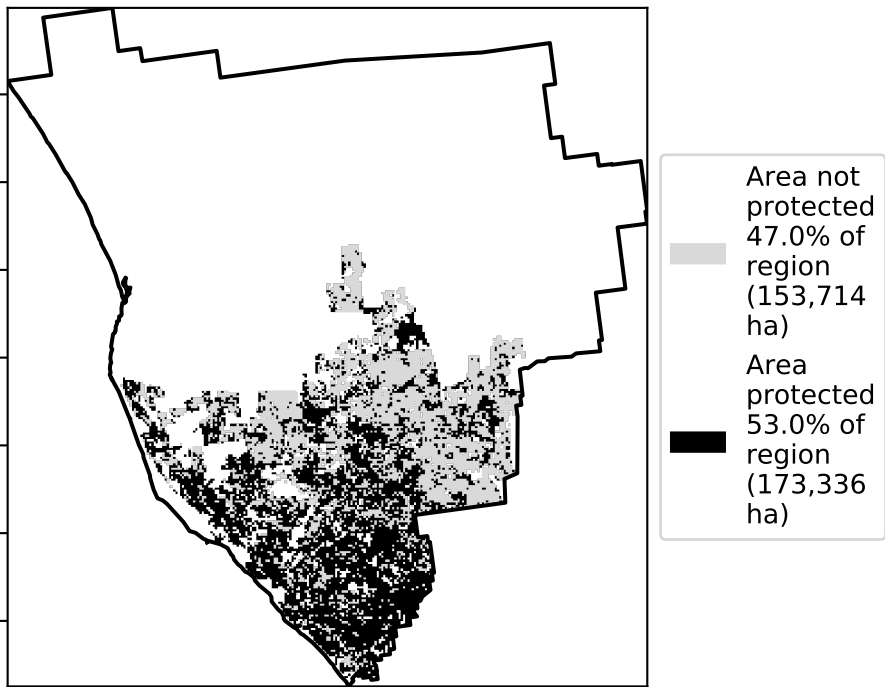 Area not
protected
47.0% of
region
(153,714
ha)
Area
protected
53.0% of
region
(173,336
ha)